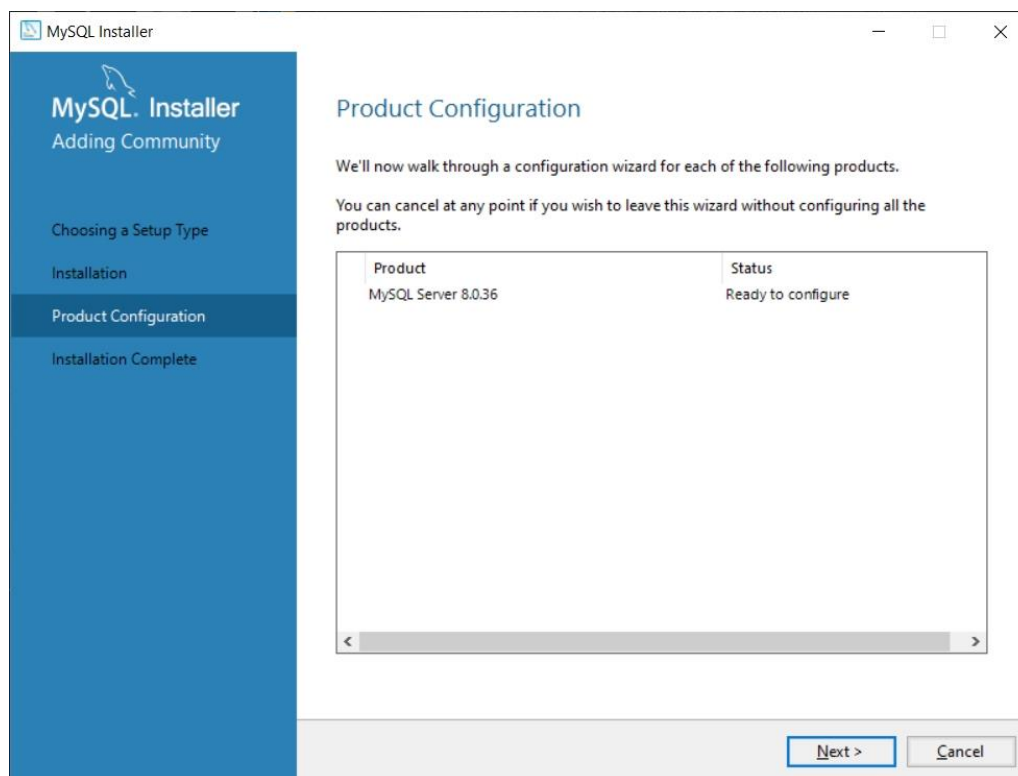 MySQL Installer
MySQL. Installer
Adding Community
Choosing a Setup Type
Installation
Product Configuration
Installation Complete
Product Configuration
We'll now walk through a configuration wizard for each of the following products.
You can cancel at any point if you wish to leave this wizard without configuring all the
products.
Product Status
MySQL Server 8.0.36 Ready to configure
Next > Cancel